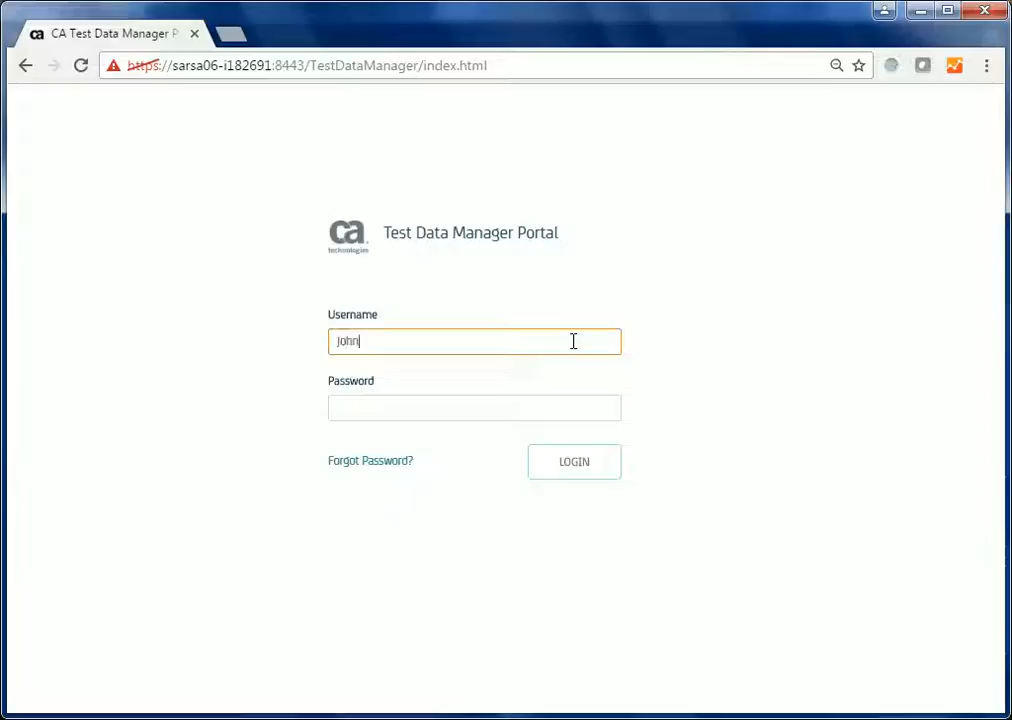 CA Test Data Manager P
https://sarsa06-i182691:8443/TestDataManager/index.html
ca
technologies
Test Data Manager Portal
Username
John
Password
Forgot Password?
LOGIN